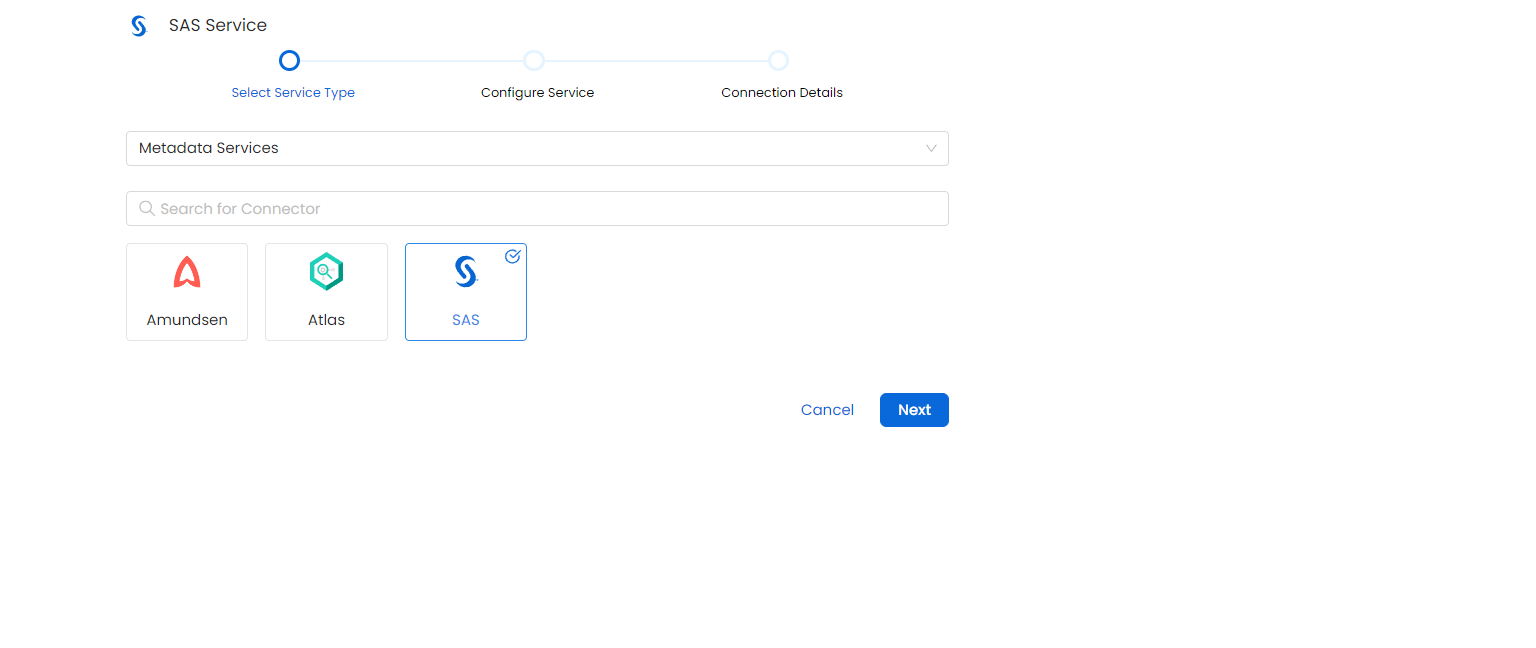 SAS Service
Select Service Type Configure Service Connection Details
Metadata Services
Search for Connector
Amundsen Atlas SAS
Cancel Next